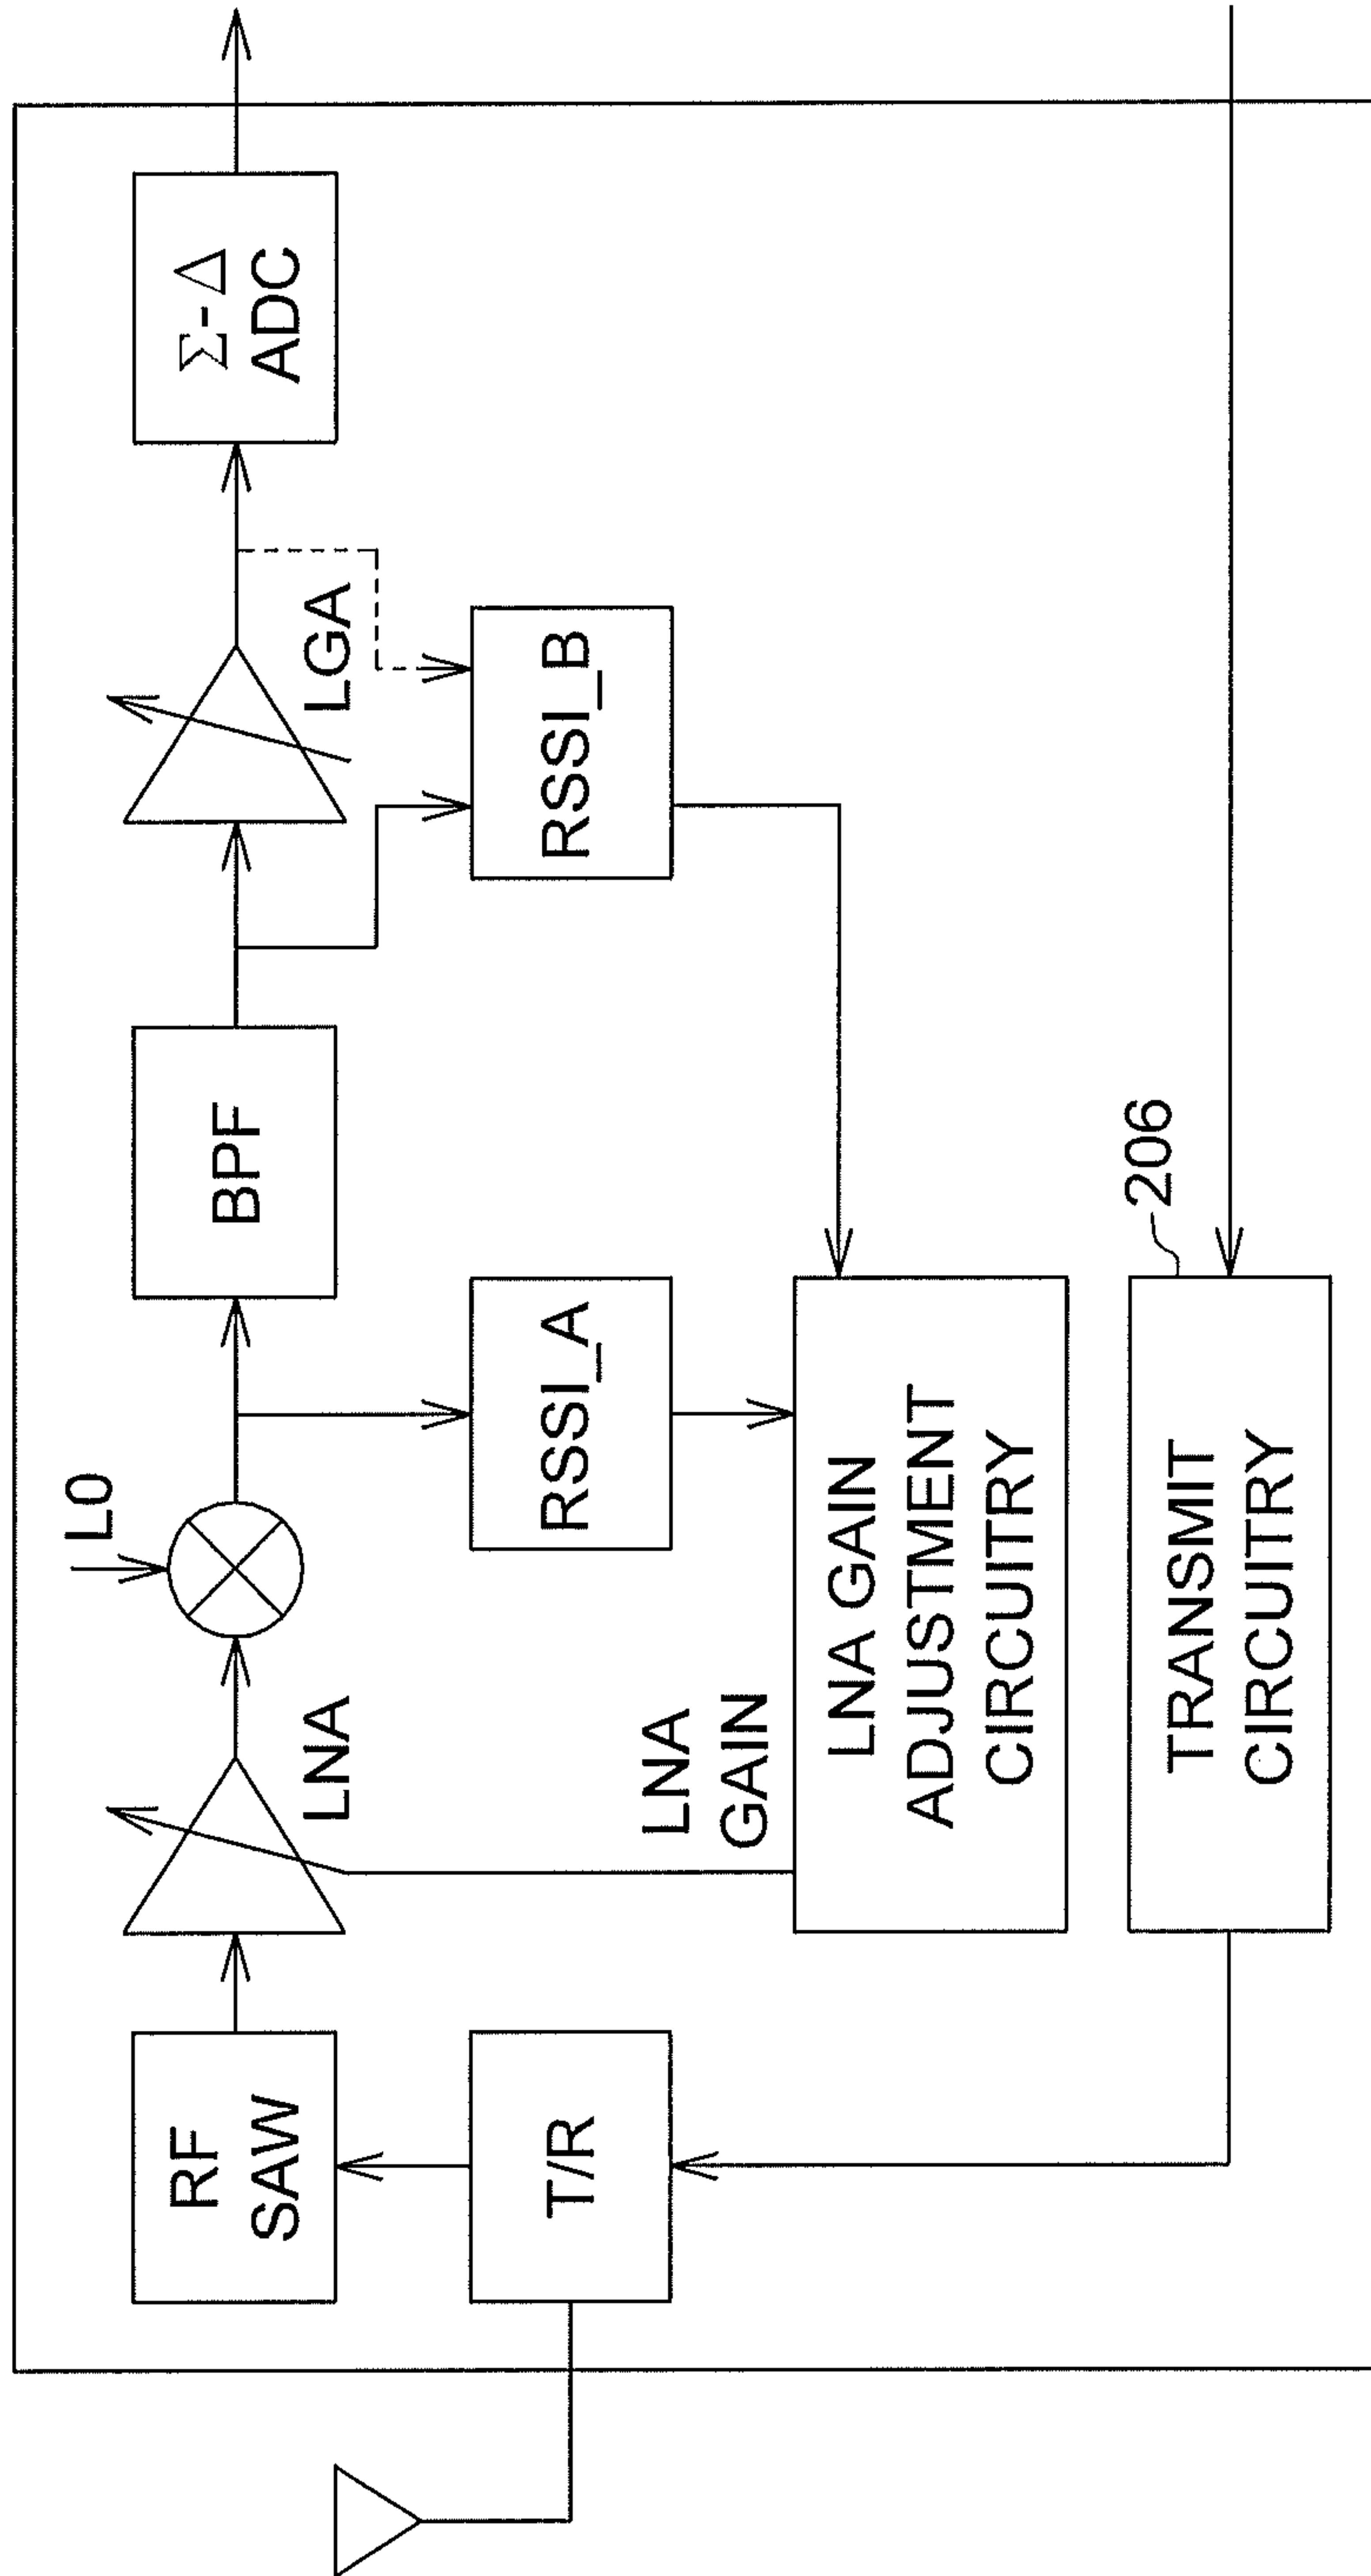 L0
RF
SAW
LNA
BPF
LGA
Σ-Δ
ADC
T/R
RSSI_A
RSSI_B
LNA
GAIN
LNA GAIN
ADJUSTMENT
CIRCUITRY
206
TRANSMIT
CIRCUITRY